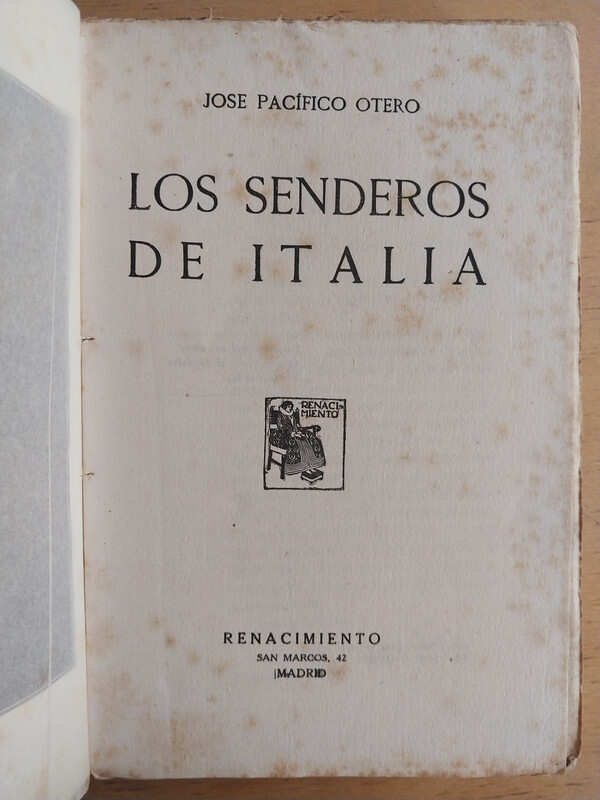 JOSE PACÍFICO OTERO
LOS SENDEROS
DE ITALIA
RENACI-
MIENTO
RENACIMIENTO
SAN MARCOS, 42
MADRID